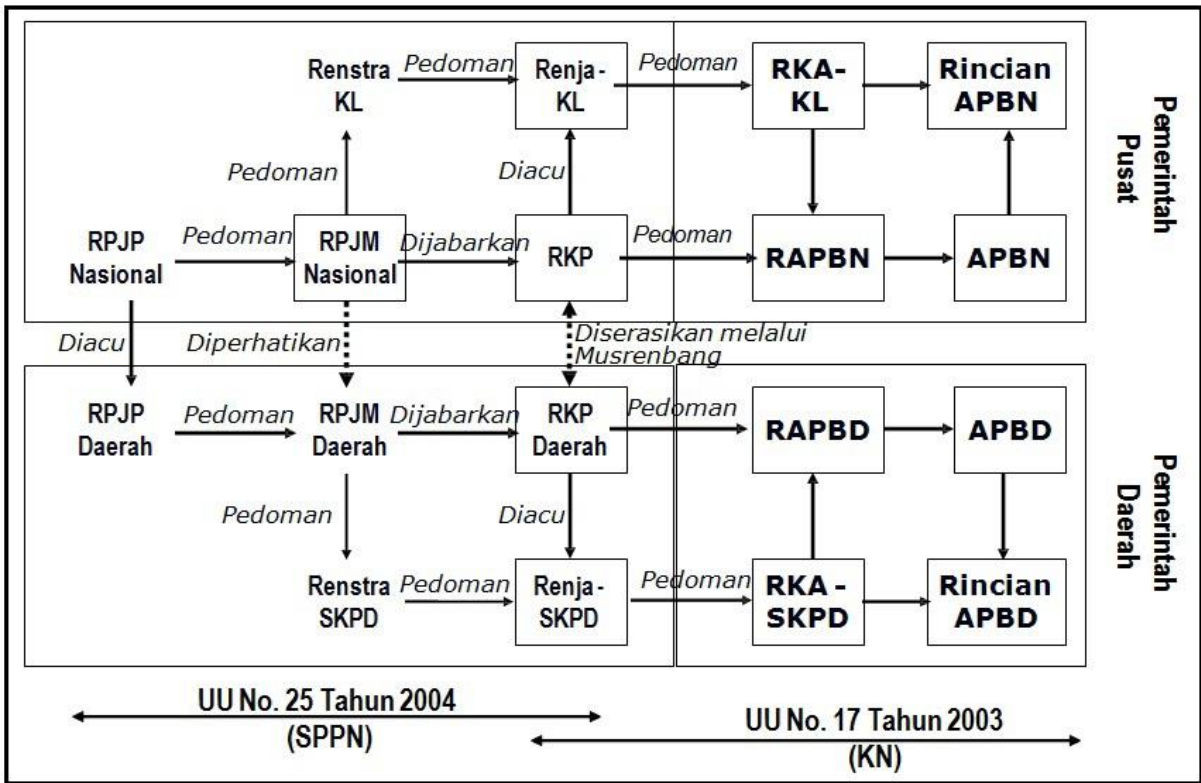 Renstra
KL
Pedoman
Renja -
KL
Pedoman
RKA-
KL
Rincian
APBN
Pemerintah
Pusat
Pedoman
Diacu
RPJP
Nasional
Pedoman
RPJM
Nasional
Dijabarkan
RKP
Pedoman
RAPBN
APBN
Diacu
Diperhatikan
Diserasikan melalui
Musrenbang
RPJP
Daerah
Pedoman
RPJM
Daerah
Dijabarkan
RKP
Daerah
Pedoman
RAPBD
APBD
Pemerintah
Daerah
Pedoman
Diacu
Renstra
SKPD
Pedoman
Renja -
SKPD
Pedoman
RKA -
SKPD
Rincian
APBD
UU No. 25 Tahun 2004
(SPPN)
UU No. 17 Tahun 2003
(KN)